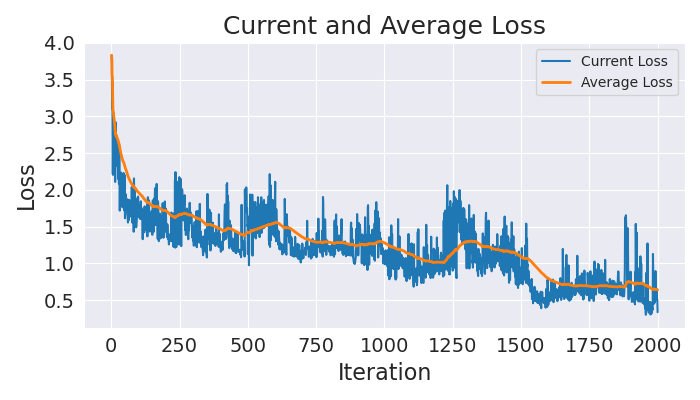 Current and Average Loss
Loss
4.0
3.5
3.0
2.5
2.0
1.5
1.0
0.5
Current Loss
Average Loss
0 250 500 750 1000 1250 1500 1750 2000
Iteration